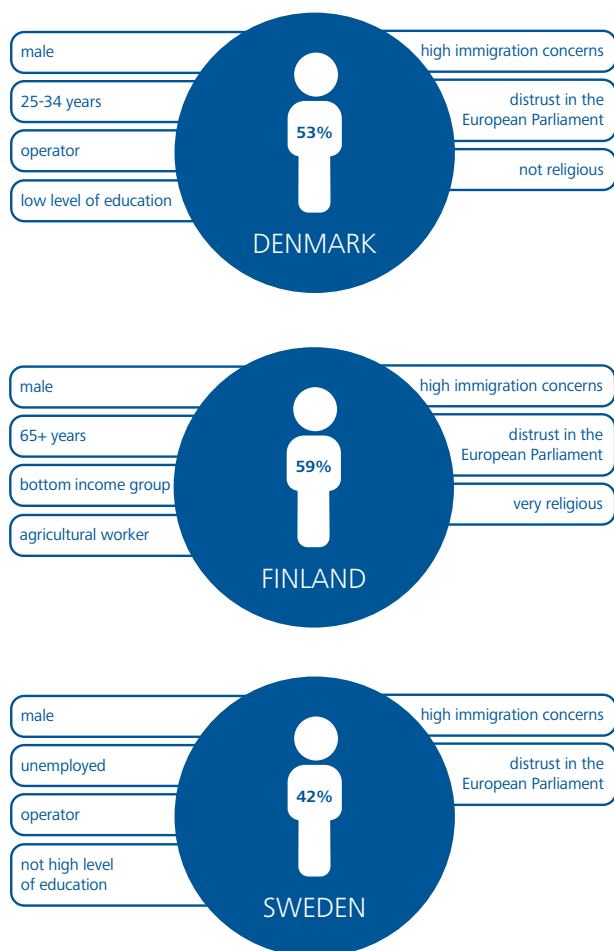 male
25-34 years
operator
low level of education
53%
DENMARK
high immigration concerns
distrust in the
European Parliament
not religious
male
65+ years
bottom income group
agricultural worker
59%
FINLAND
high immigration concerns
distrust in the
European Parliament
very religious
male
unemployed
operator
not high level
of education
42%
SWEDEN
high immigration concerns
distrust in the
European Parliament